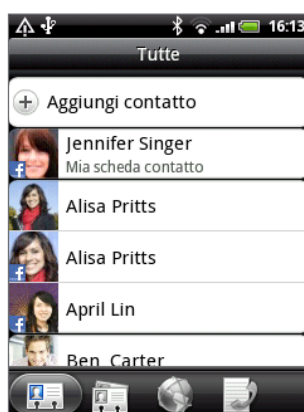 16:13
Tutte
Aggiungi contatto
Jennifer Singer
Mia scheda contatto
Alisa Pritts
Alisa Pritts
April Lin
Ben Carter